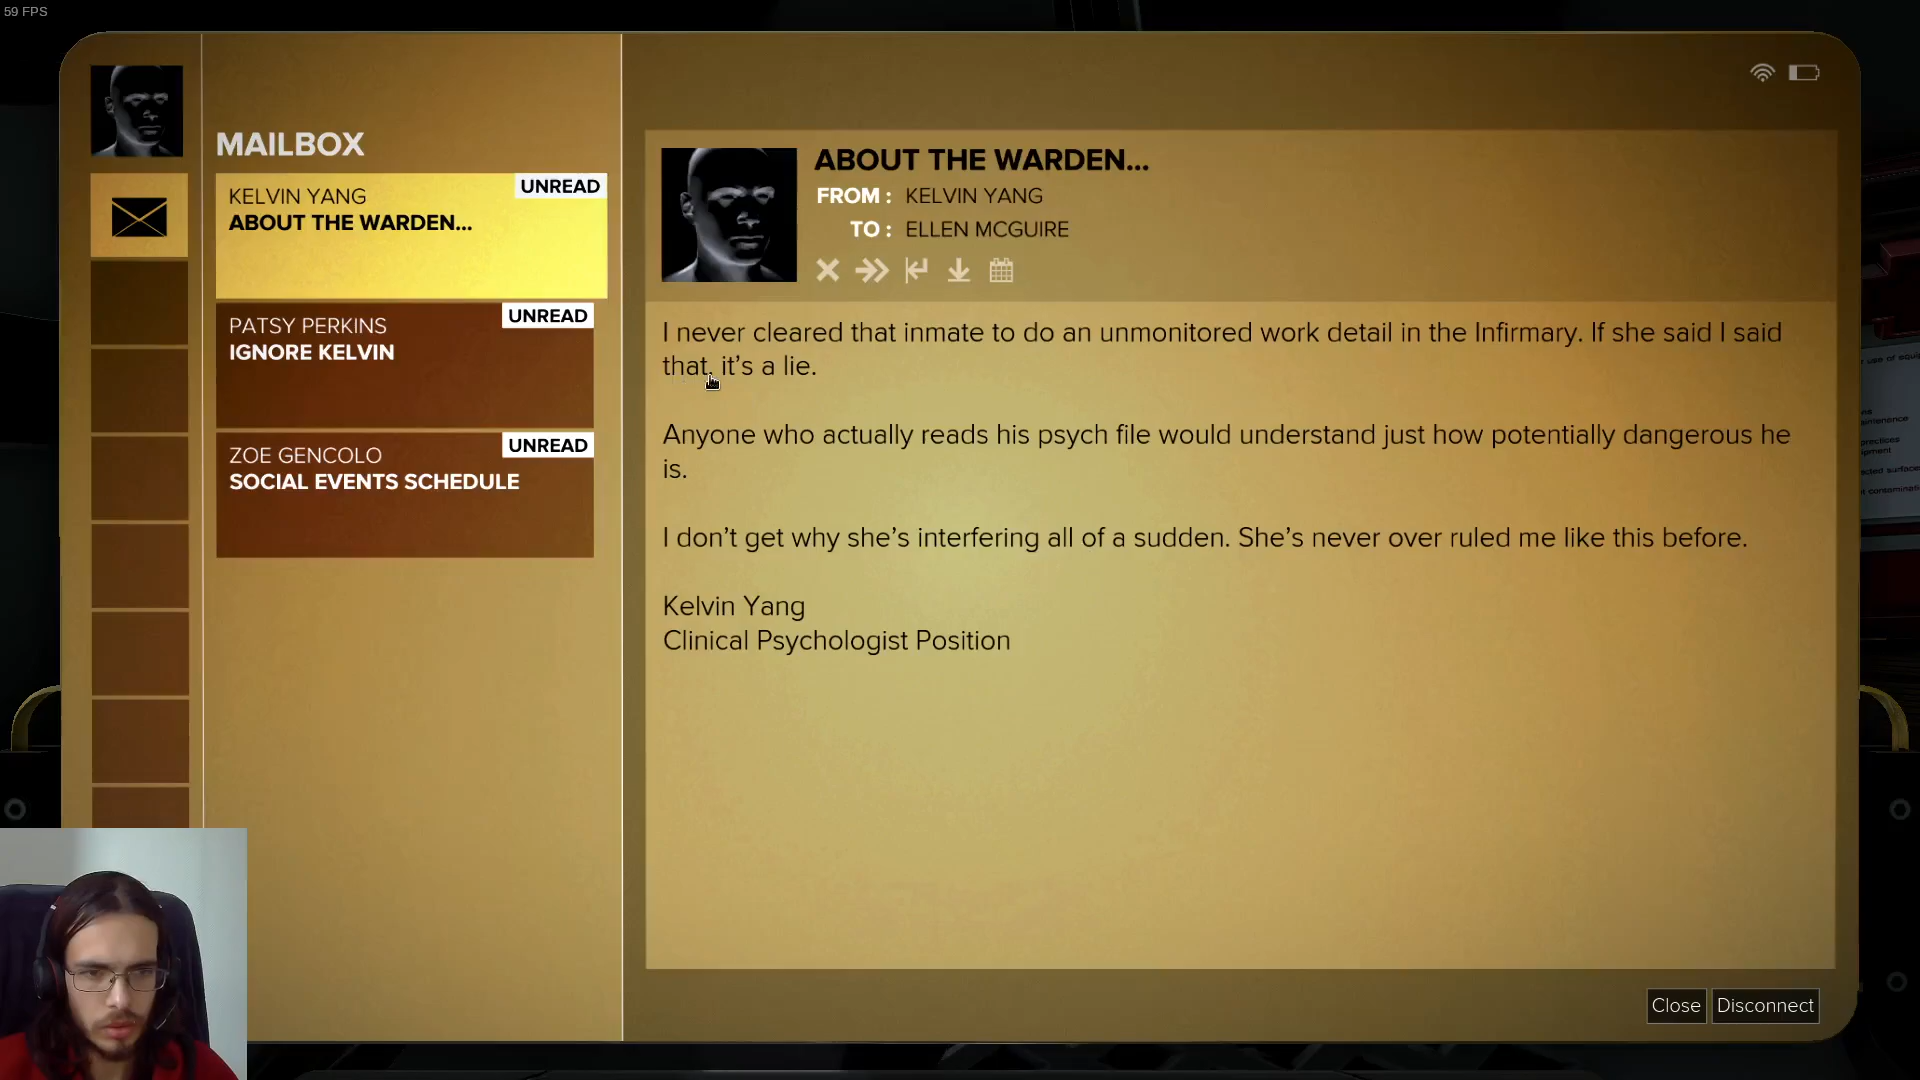 59 FPS
MAILBOX
KELVIN YANG
UNREAD
ABOUT THE WARDEN...
PATSY PERKINS
UNREAD
IGNORE KELVIN
ZOE GENCOLO
UNREAD
SOCIAL EVENTS SCHEDULE
ABOUT THE WARDEN...
FROM : KELVIN YANG
TO : ELLEN MCGUIRE
I never cleared that inmate to do an unmonitored work detail in the Infirmary. If she said I said
that, it's a lie.
Anyone who actually reads his psych file would understand just how potentially dangerous he
is.
I don't get why she's interfering all of a sudden. She's never over ruled me like this before.
Kelvin Yang
Clinical Psychologist Position
Close
Disconnect